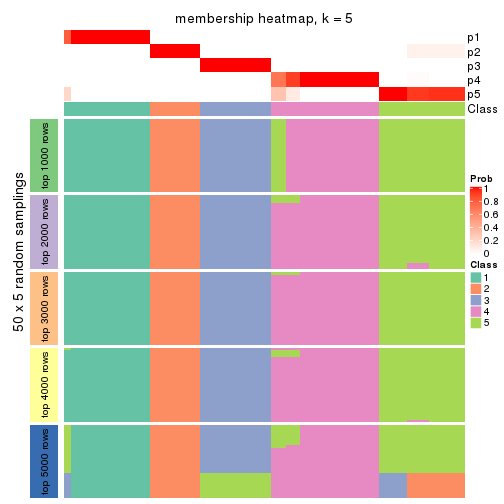 membership heatmap, k = 5
p1
p2
p3
p4
p5
Class
50 x 5 random samplings
top 1000 rows
top 2000 rows
top 3000 rows
top 4000 rows
top 5000 rows
Prob
1
0.8
0.6
0.4
0.2
0
Class
1
2
3
4
5